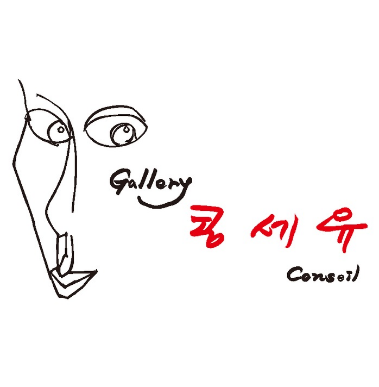 Gallery
콩세유
Conseil